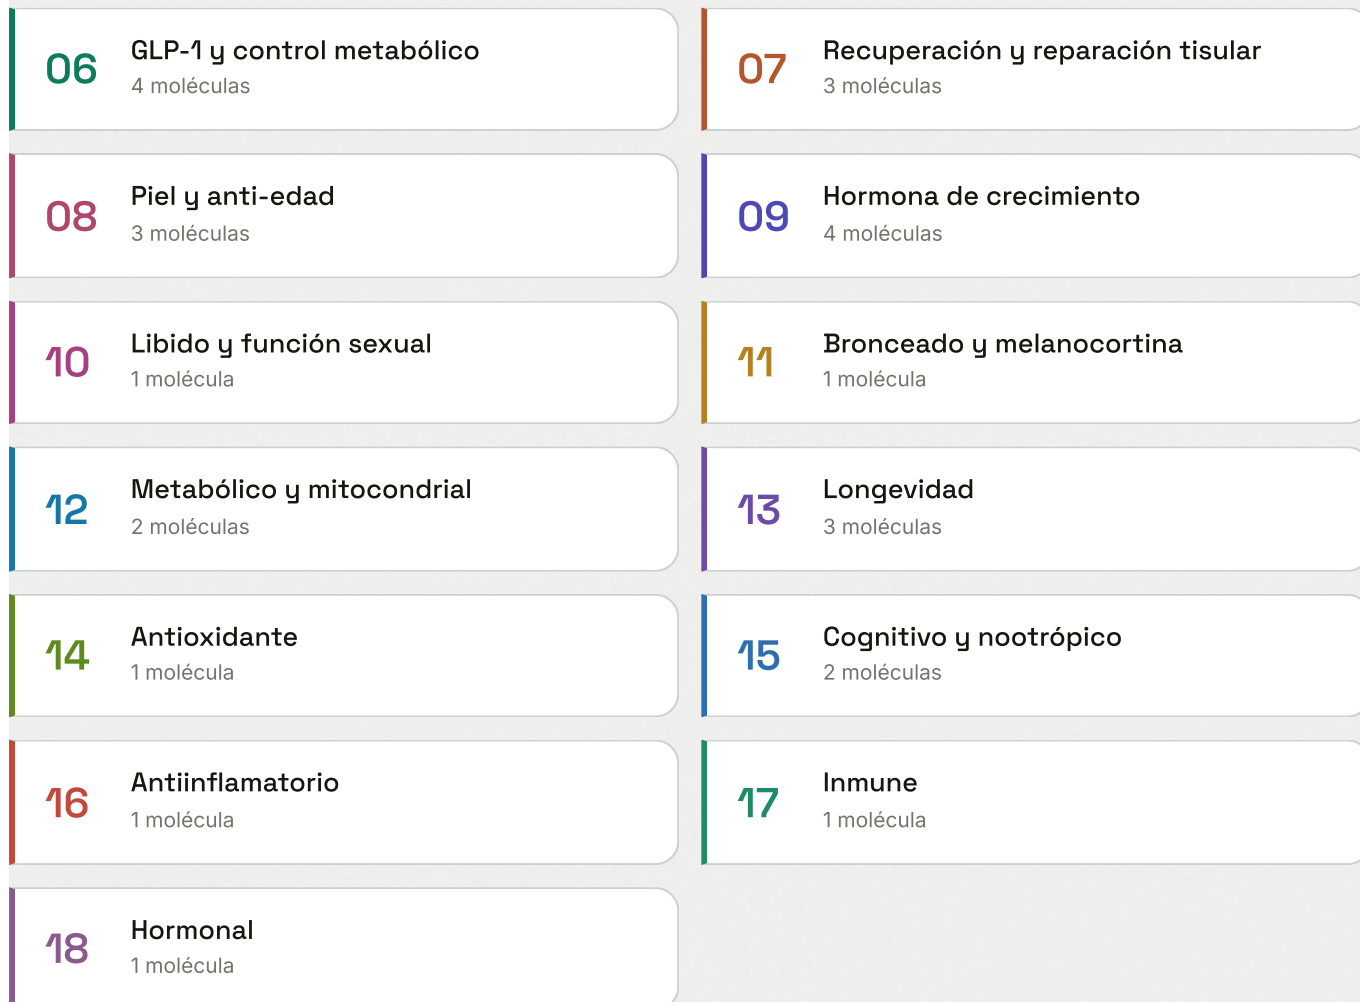 06
GLP-1 y control metabólico
4 moléculas
07
Recuperación y reparación tisular
3 moléculas
08
Piel y anti-edad
3 moléculas
09
Hormona de crecimiento
4 moléculas
10
Libido y función sexual
1 molécula
11
Bronceado y melanocortina
1 molécula
12
Metabólico y mitocondrial
2 moléculas
13
Longevidad
3 moléculas
14
Antioxidante
1 molécula
15
Cognitivo y nootrópico
2 moléculas
16
Antiinflamatorio
1 molécula
17
Inmune
1 molécula
18
Hormonal
1 molécula